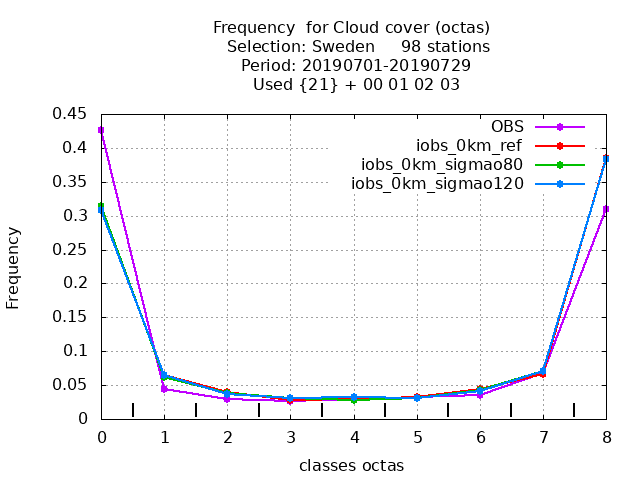 Frequency  for Cloud cover (octas)
Selection: Sweden     98 stations
Period: 20190701-20190729
Used {21} + 00 01 02 03
OBS
iobs_0km_ref
iobs_0km_sigmao80
iobs_0km_sigmao120
0.45
0.4
0.35
0.3
0.25
0.2
0.15
0.1
0.05
0
Frequency
0 1 2 3 4 5 6 7 8
classes octas